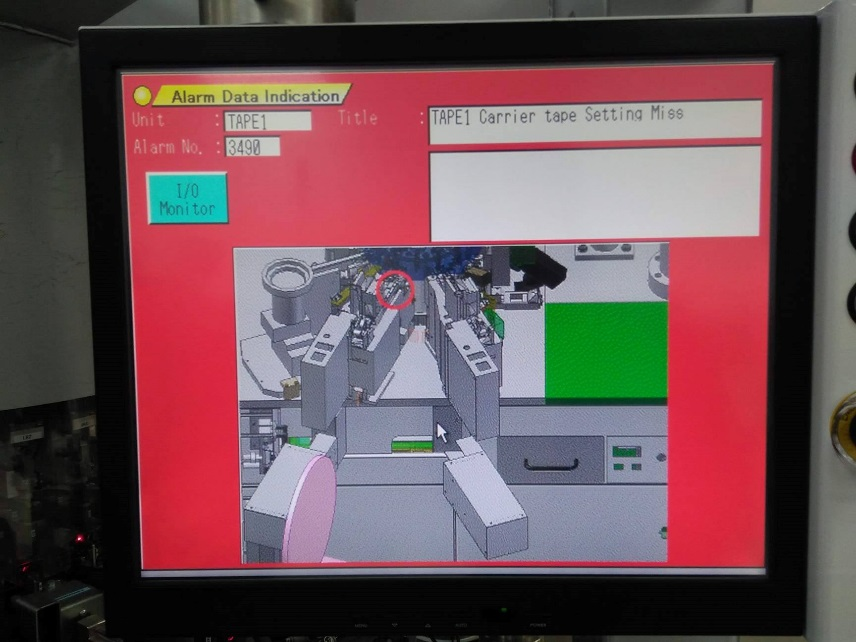 Alarm Data Indication
Unit : TAPE1 Title : TAPE1 Carrier tape Setting Miss
Alarm No. : 3490
I/O
Monitor